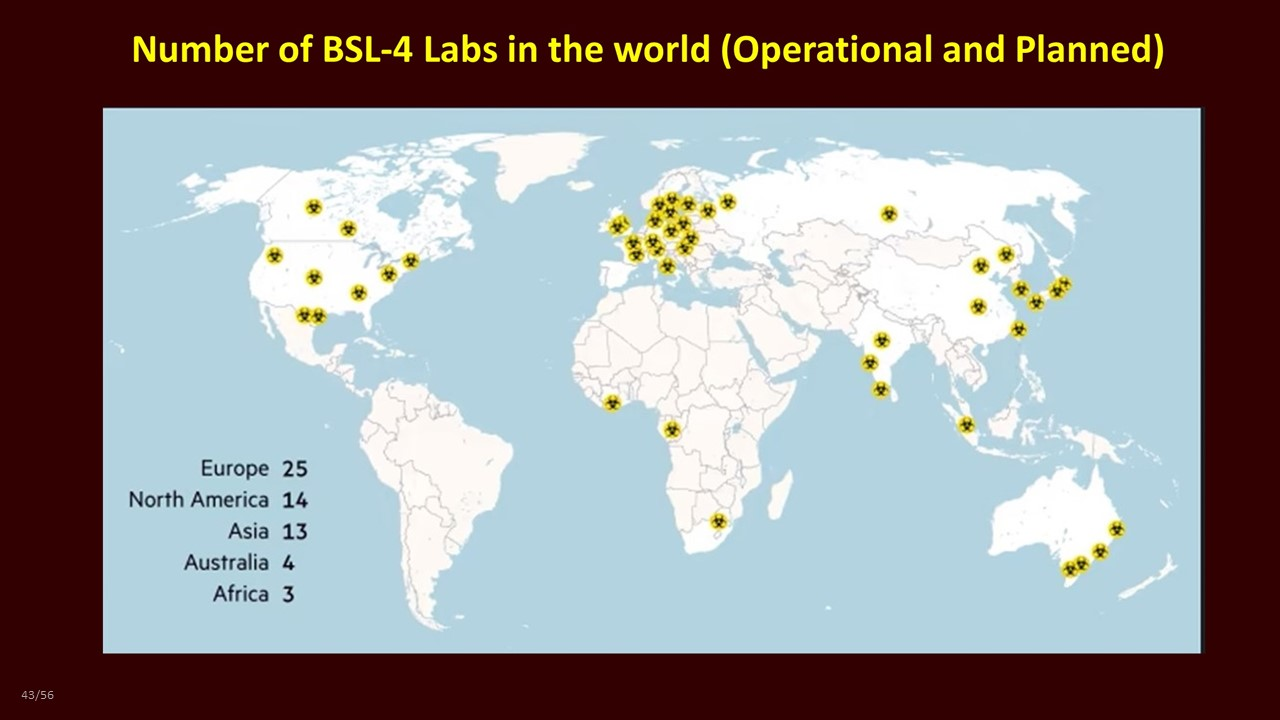 Number of BSL-4 Labs in the world (Operational and Planned)
Europe 25
North America 14
Asia 13
Australia 4
Africa 3
43/56